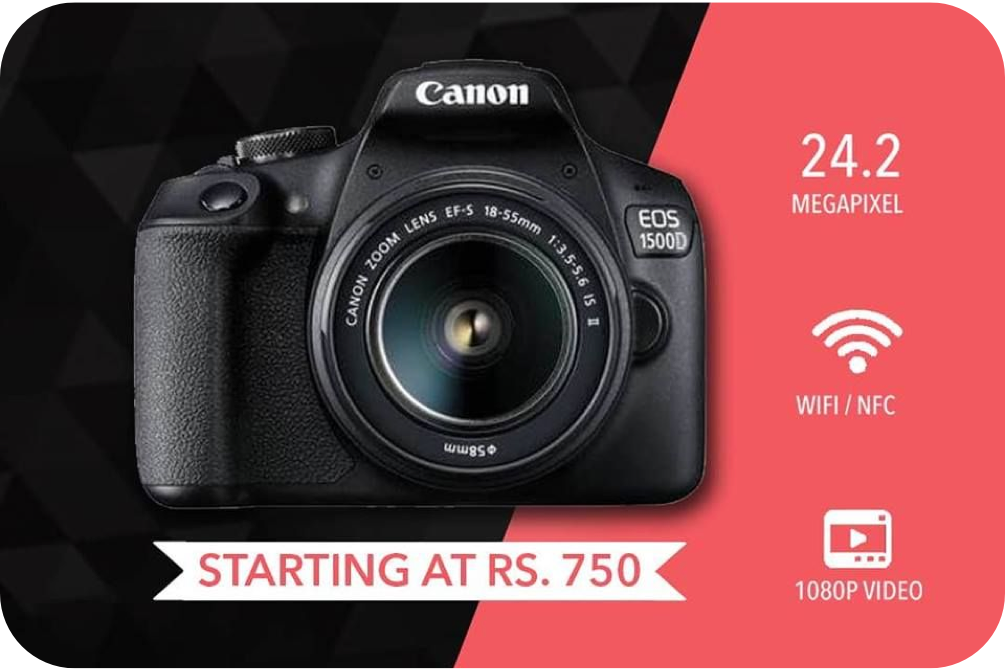 Canon
EOS
1500D
CANON ZOOM LENS EF-S 18-55mm 1:3.5-5.6 IS II
φ58mm
24.2
MEGAPIXEL
WIFI / NFC
1080P VIDEO
STARTING AT RS. 750